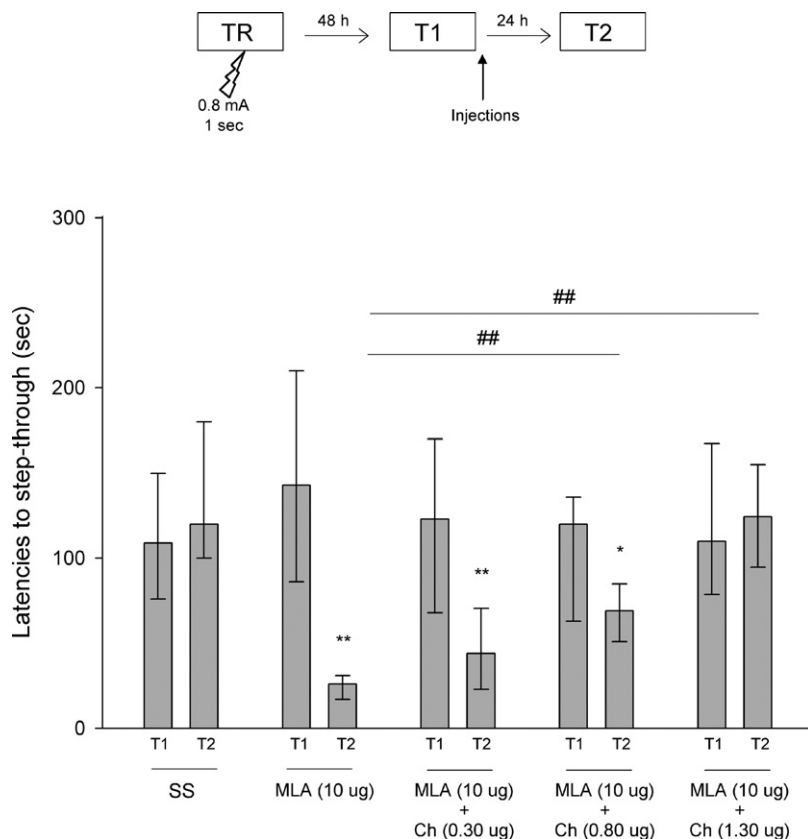 TR 48 h T1 24 h T2
0.8 mA
1 sec
Injections
Latencies to step-through (sec)
300
200
100
0
##
##
**
**
*
T1 T2 T1 T2 T1 T2 T1 T2 T1 T2
SS MLA (10 ug) MLA (10 ug) MLA (10 ug) MLA (10 ug)
+ + +
Ch (0.30 ug) Ch (0.80 ug) Ch (1.30 ug)